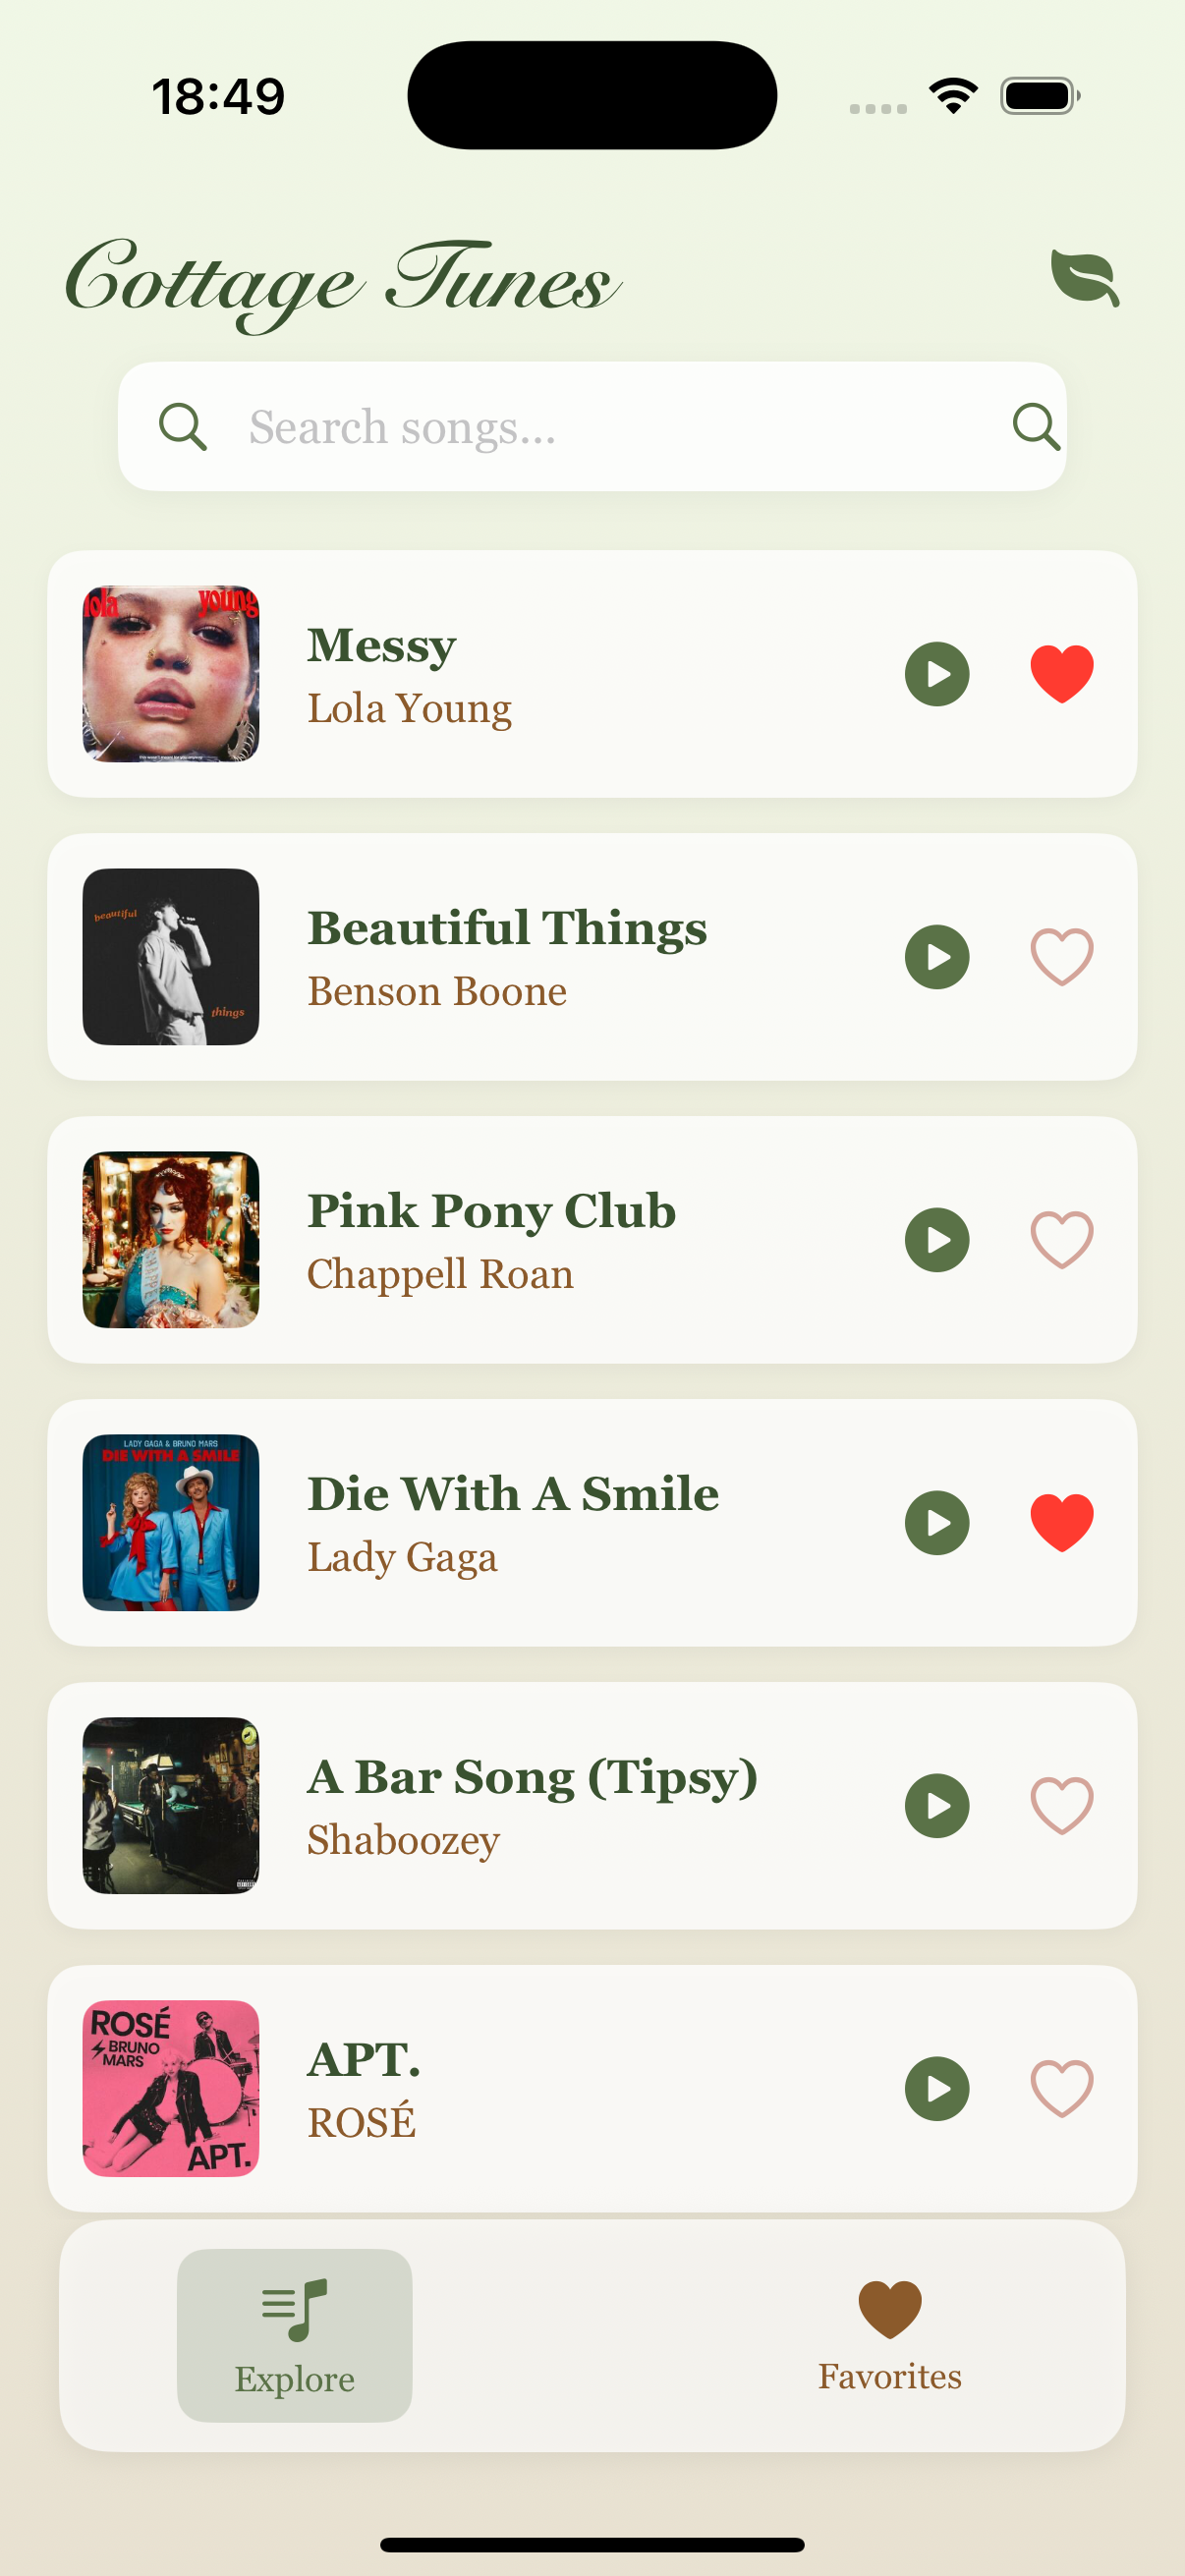 18:49
Cottage Tunes
Search songs...
lola young
Messy
Lola Young
beautiful
things
Beautiful Things
Benson Boone
Pink Pony Club
Chappell Roan
LADY GAGA & BRUNO MARS
DIE WITH A SMILE
Die With A Smile
Lady Gaga
A Bar Song (Tipsy)
Shaboozey
ROSÉ
BRUNO
MARS
APT.
APT.
ROSÉ
Explore
Favorites